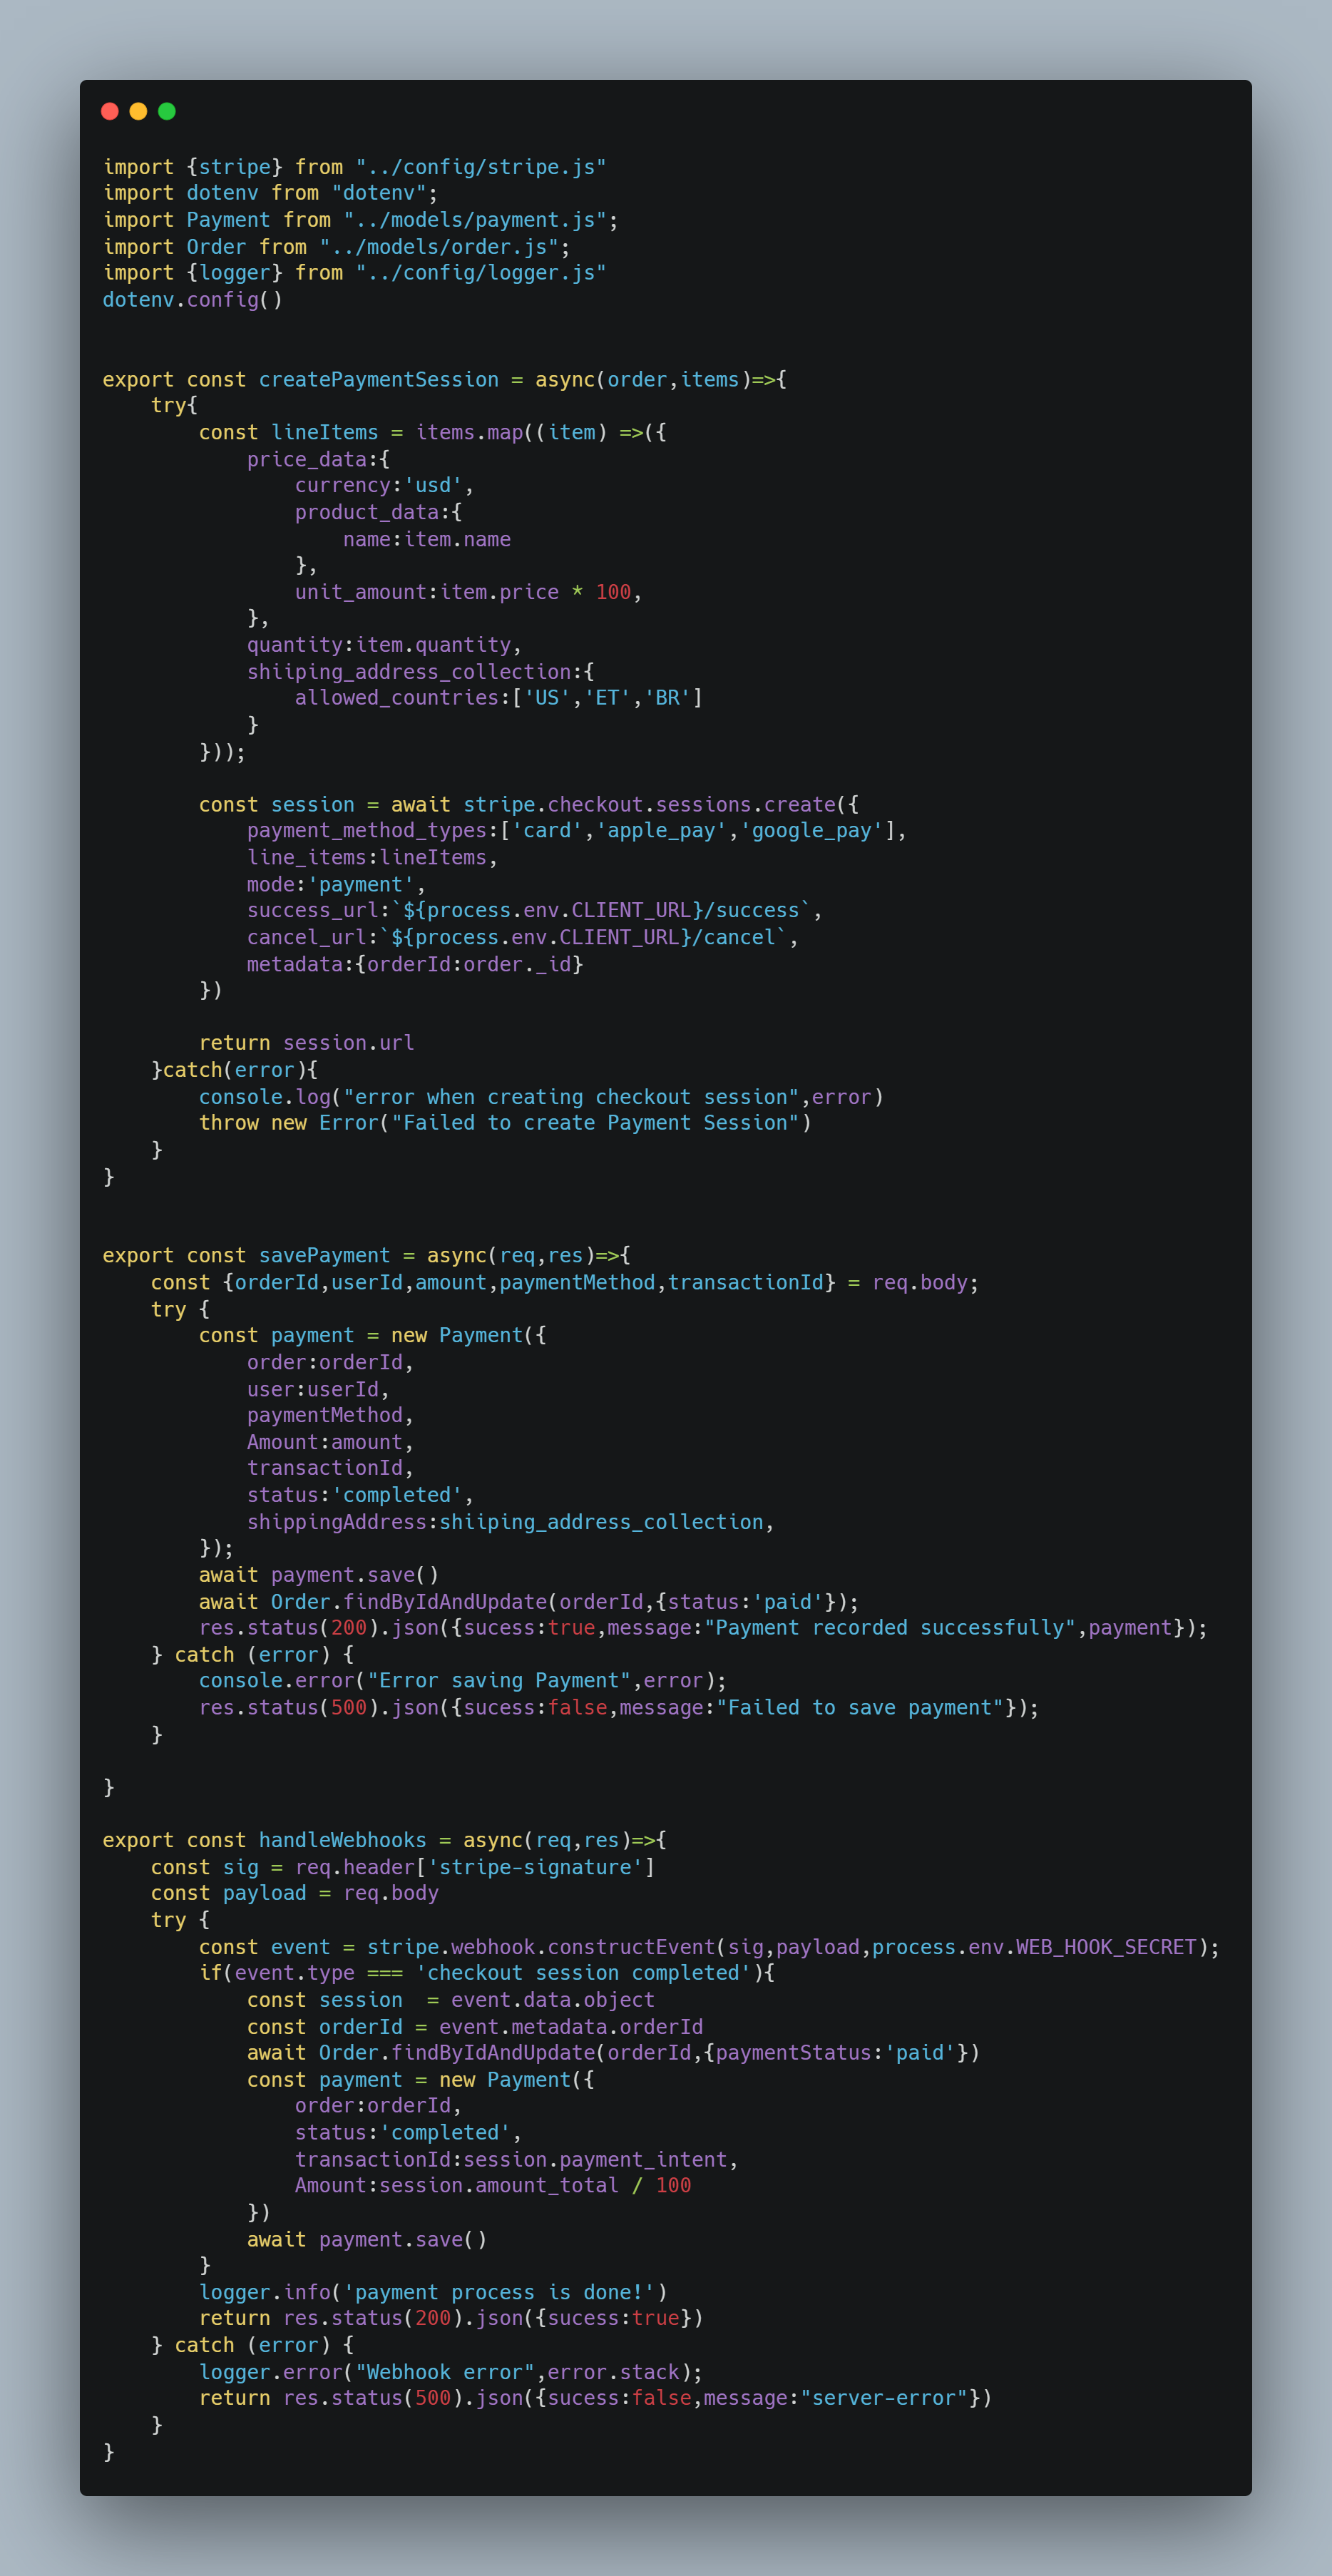 import {stripe} from "../config/stripe.js"
import dotenv from "dotenv";
import Payment from "../models/payment.js";
import Order from "../models/order.js";
import {logger} from "../config/logger.js"
dotenv.config()
export const createPaymentSession = async(order,items)=>{
    try{
        const lineItems = items.map((item) =>({
            price_data:{
                currency:'usd',
                product_data:{
                    name:item.name
                },
                unit_amount:item.price * 100,
            },
            quantity:item.quantity,
            shiiping_address_collection:{
                allowed_countries:['US','ET','BR']
            }
        }));
        const session = await stripe.checkout.sessions.create({
            payment_method_types:['card','apple_pay','google_pay'],
            line_items:lineItems,
            mode:'payment',
            success_url:`${process.env.CLIENT_URL}/success`,
            cancel_url:`${process.env.CLIENT_URL}/cancel`,
            metadata:{orderId:order._id}
        })
        return session.url
    }catch(error){
        console.log("error when creating checkout session",error)
        throw new Error("Failed to create Payment Session")
    }
}
export const savePayment = async(req,res)=>{
    const {orderId,userId,amount,paymentMethod,transactionId} = req.body;
    try {
        const payment = new Payment({
            order:orderId,
            user:userId,
            paymentMethod,
            Amount:amount,
            transactionId,
            status:'completed',
            shippingAddress:shiiping_address_collection,
        });
        await payment.save()
        await Order.findByIdAndUpdate(orderId,{status:'paid'});
        res.status(200).json({sucess:true,message:"Payment recorded successfully",payment});
    } catch (error) {
        console.error("Error saving Payment",error);
        res.status(500).json({sucess:false,message:"Failed to save payment"});
    }
}
export const handleWebhooks = async(req,res)=>{
    const sig = req.header['stripe-signature']
    const payload = req.body
    try {
        const event = stripe.webhook.constructEvent(sig,payload,process.env.WEB_HOOK_SECRET);
        if(event.type === 'checkout session completed'){
            const session  = event.data.object
            const orderId = event.metadata.orderId
            await Order.findByIdAndUpdate(orderId,{paymentStatus:'paid'})
            const payment = new Payment({
                order:orderId,
                status:'completed',
                transactionId:session.payment_intent,
                Amount:session.amount_total / 100
            })
            await payment.save()
        }
        logger.info('payment process is done!')
        return res.status(200).json({sucess:true})
    } catch (error) {
        logger.error("Webhook error",error.stack);
        return res.status(500).json({sucess:false,message:"server-error"})
    }
}